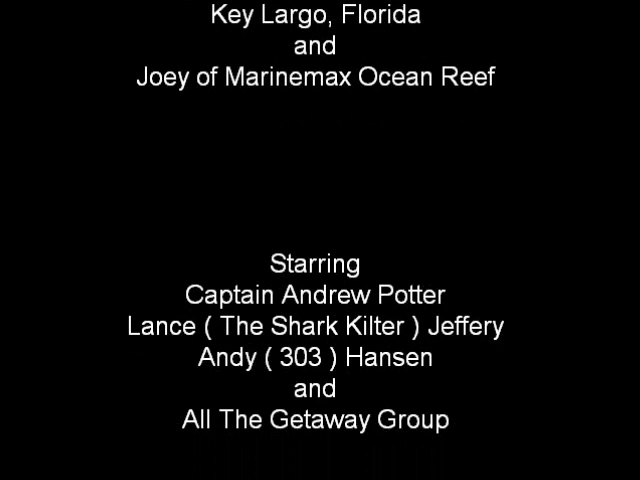 Key Largo, Florida
and
Joey of Marinemax Ocean Reef
Starring
Captain Andrew Potter
Lance ( The Shark Kilter ) Jeffery
Andy ( 303 ) Hansen
and
All The Getaway Group